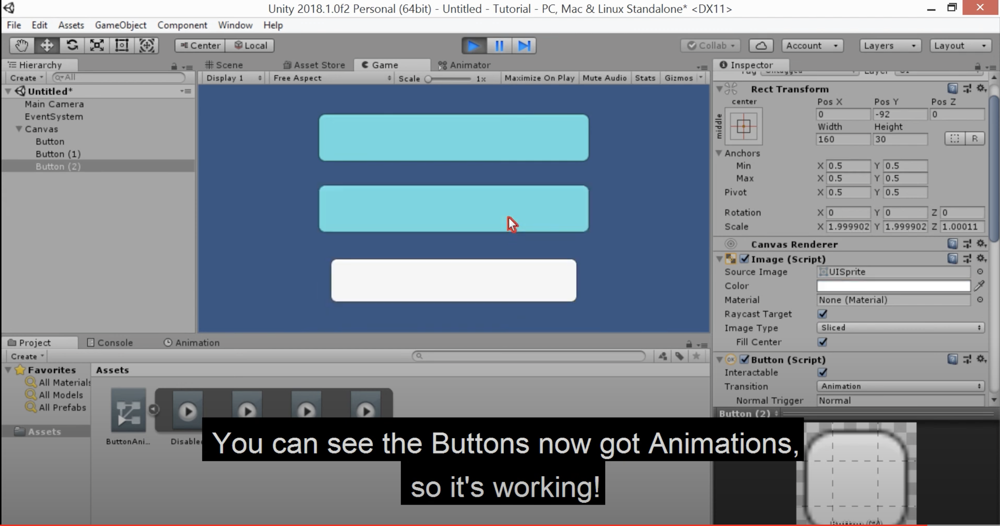 Unity 2018.1.0f2 Personal (64bit) - Untitled - Tutorial - PC, Mac & Linux Standalone* <DX11>
File Edit Assets GameObject Component Window Help
Center Local Collab Account Layers Layout
Hierarchy
Create All
Untitled*
Main Camera
EventSystem
Canvas
Button
Button (1)
Button (2)
Scene Asset Store Game Animator
Display 1 Free Aspect Scale 1x Maximize On Play Mute Audio Stats Gizmos
Inspector
Tag Untagged Layer UI
Rect Transform
center Pos X Pos Y Pos Z
middle 0 -92 0
Width Height
160 30 R
Anchors
Min X 0.5 Y 0.5
Max X 0.5 Y 0.5
Pivot X 0.5 Y 0.5
Rotation X 0 Y 0 Z 0
Scale X 1.999902 Y 1.999902 Z 1.00011
Canvas Renderer
Image (Script)
Source Image UISprite
Color
Material None (Material)
Raycast Target
Image Type Sliced
Fill Center
OK Button (Script)
Interactable
Transition Animation
Normal Trigger Normal
Button (2)
Project Console Animation
Create
Favorites
All Materials
All Models
All Prefabs
Assets
Assets
ButtonAni... Disabled
You can see the Buttons now got Animations,
so it's working!
Button (2)